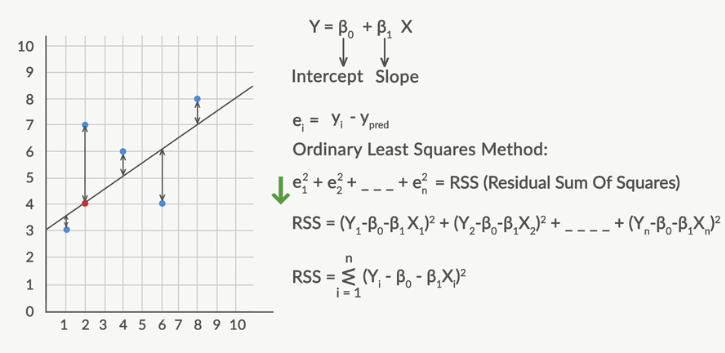 Y = β₀ + β₁ X
Intercept Slope
eᵢ = yᵢ - y_pred
Ordinary Least Squares Method:
e₁² + e₂² + _ _ _ + eₙ² = RSS (Residual Sum Of Squares)
RSS = (Y₁-β₀-β₁X₁)² + (Y₂-β₀-β₁X₂)² + _ _ _ _ + (Yₙ-β₀-β₁Xₙ)²
n
RSS = ≶ (Yᵢ - β₀ - β₁Xᵢ)²
i = 1
10
9
8
7
6
5
4
3
2
1
0
1 2 3 4 5 6 7 8 9 10